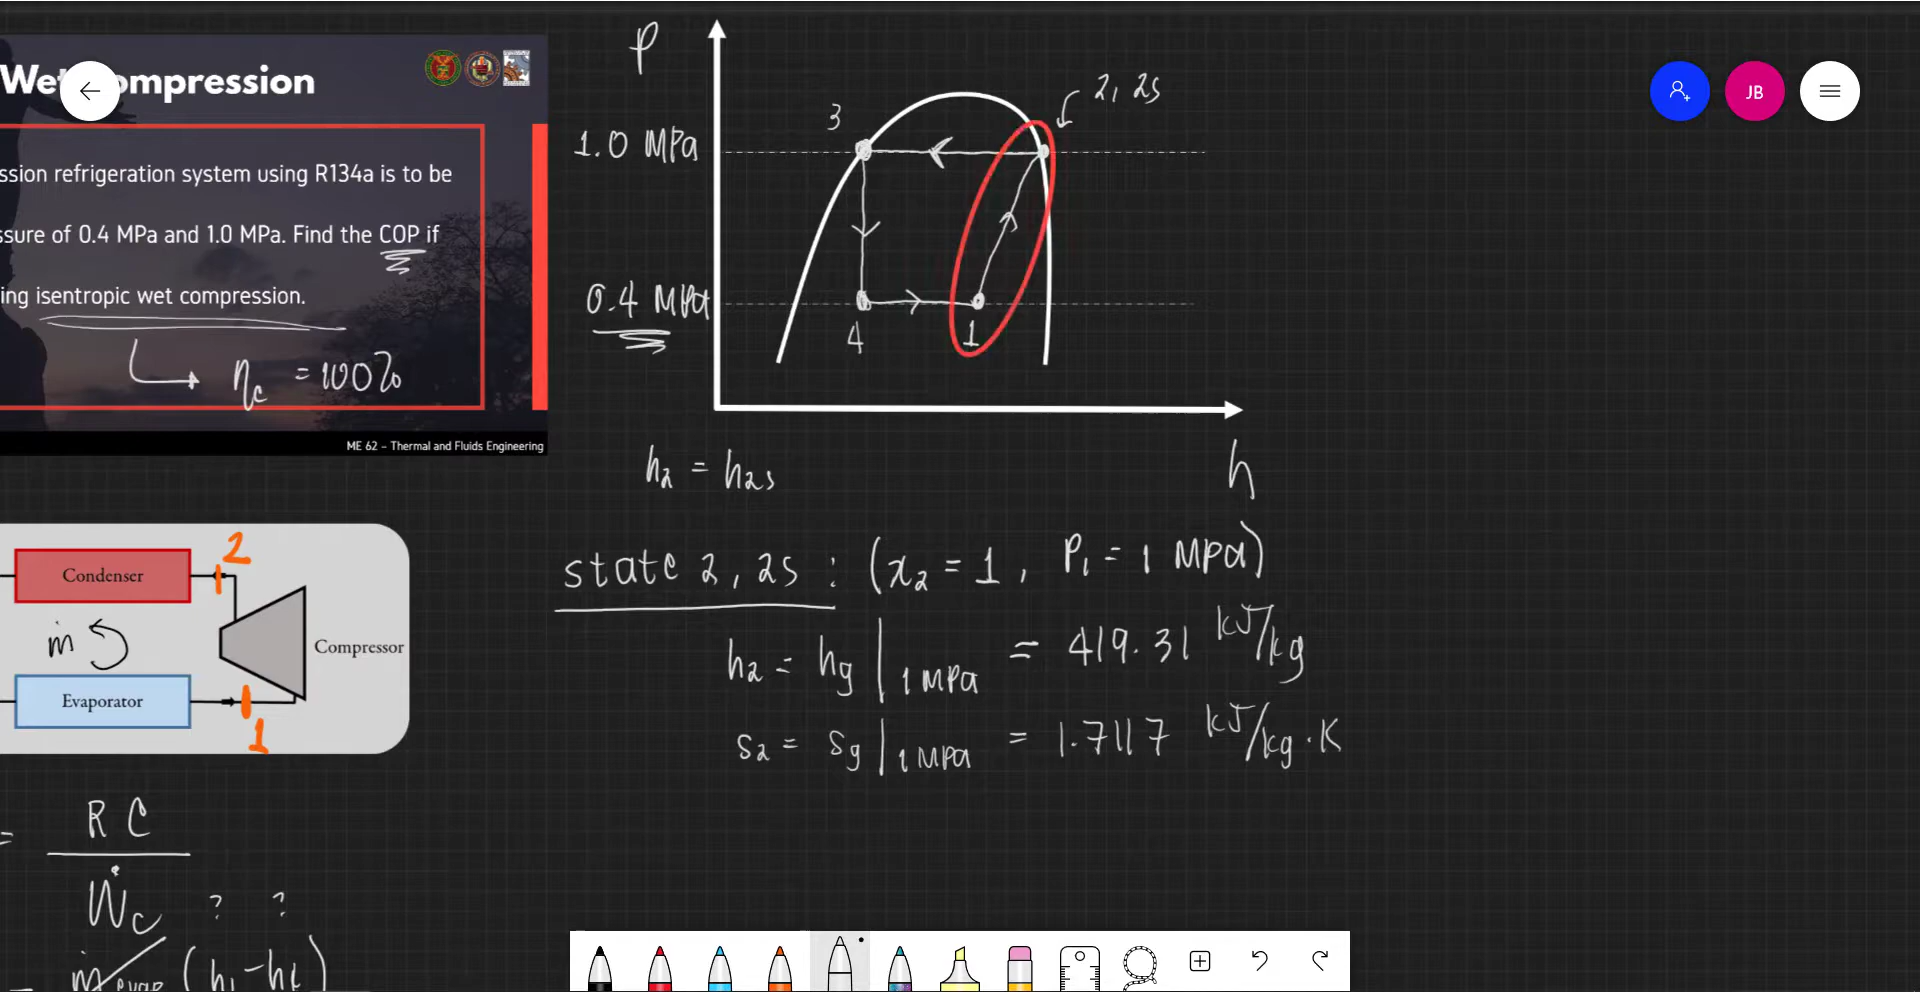 Wet Compression
ssion refrigeration system using R134a is to be
ssure of 0.4 MPa and 1.0 MPa. Find the COP if
ing isentropic wet compression.
ηc = 100%
ME 62 – Thermal and Fluids Engineering
P
2, 2s
3
1.0 MPa
0.4 MPa
4
1
h
h2 = h2s
JB
2
Condenser
ṁ
Compressor
Evaporator
1
state 2, 2s : (x2 = 1, P1 = 1 MPa)
h2 = hg | 1 MPa = 419.31 kJ/kg
s2 = sg | 1 MPa = 1.7117 kJ/kg·K
= RC
Ẇc ? ?
= ṁevap (h1 - h4)